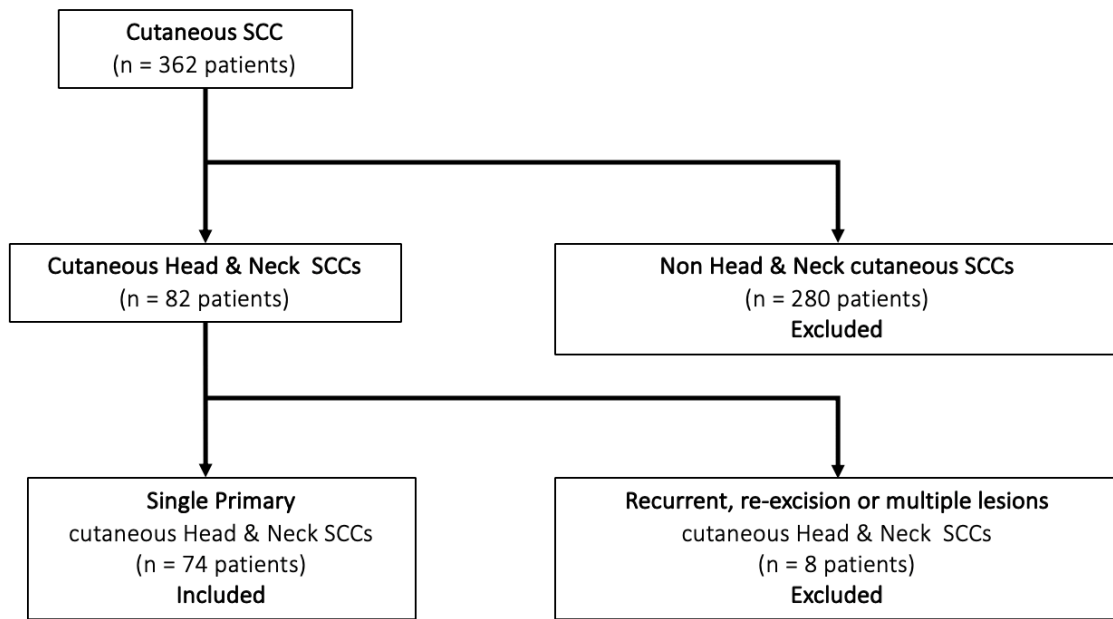 Cutaneous SCC
(n = 362 patients)
Cutaneous Head & Neck SCCs
(n = 82 patients)
Non Head & Neck cutaneous SCCs
(n = 280 patients)
Excluded
Single Primary
cutaneous Head & Neck SCCs
(n = 74 patients)
Included
Recurrent, re-excision or multiple lesions
cutaneous Head & Neck SCCs
(n = 8 patients)
Excluded